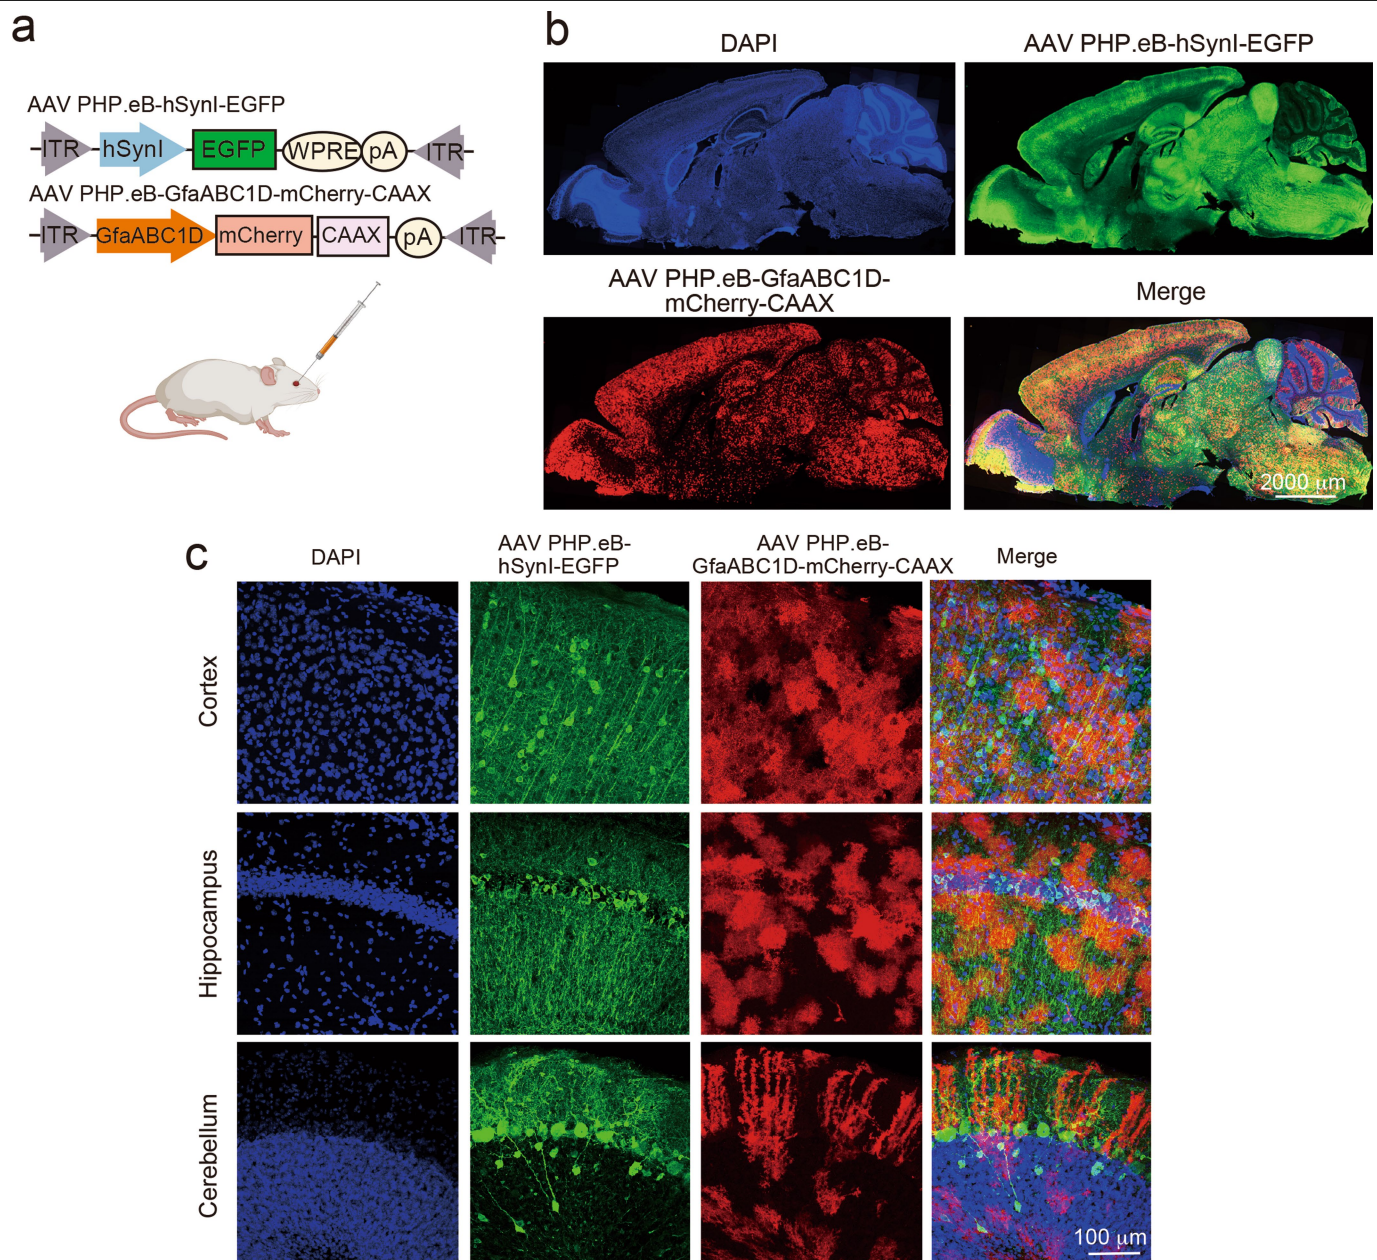 a
AAV PHP.eB-hSynI-EGFP
ITR hSynI EGFP WPRE pA ITR
AAV PHP.eB-GfaABC1D-mCherry-CAAX
ITR GfaABC1D mCherry CAAX pA ITR
b
DAPI
AAV PHP.eB-hSynI-EGFP
AAV PHP.eB-GfaABC1D-
mCherry-CAAX
Merge
2000 μm
c
DAPI
AAV PHP.eB-
hSynI-EGFP
AAV PHP.eB-
GfaABC1D-mCherry-CAAX
Merge
Cortex
Hippocampus
Cerebellum
100 μm